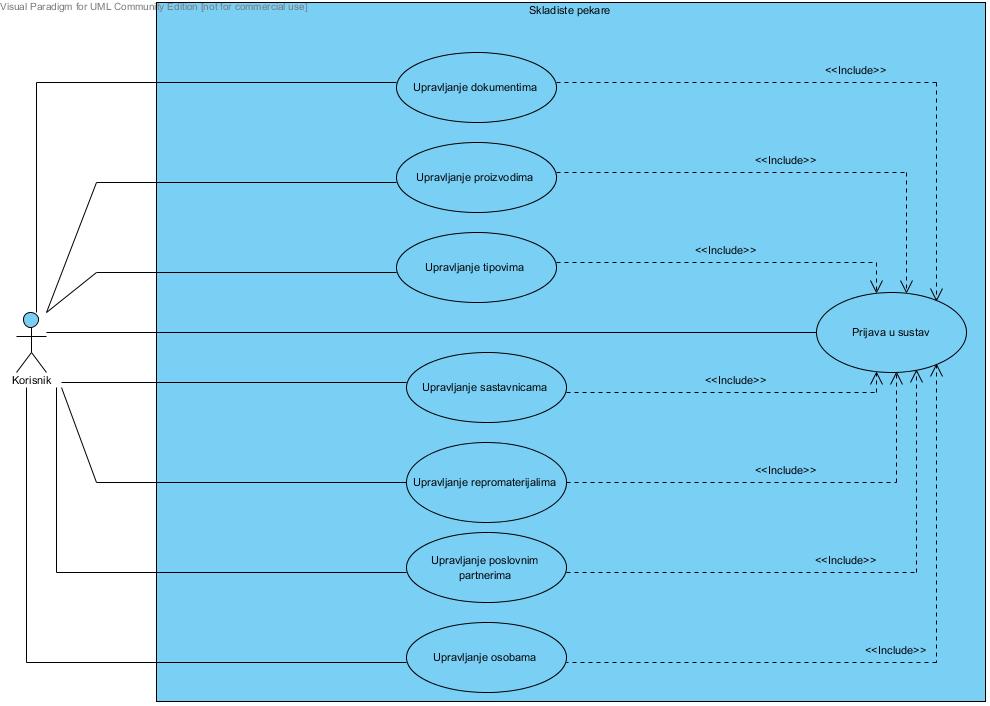 Visual Paradigm for UML Community Edition [not for commercial use]
Skladiste pekare
<<Include>>
Upravljanje dokumentima
<<Include>>
Upravljanje proizvodima
<<Include>>
Upravljanje tipovima
Prijava u sustav
Korisnik
<<Include>>
Upravljanje sastavnicama
<<Include>>
Upravljanje repromaterijalima
<<Include>>
Upravljanje poslovnim
partnerima
<<Include>>
Upravljanje osobama